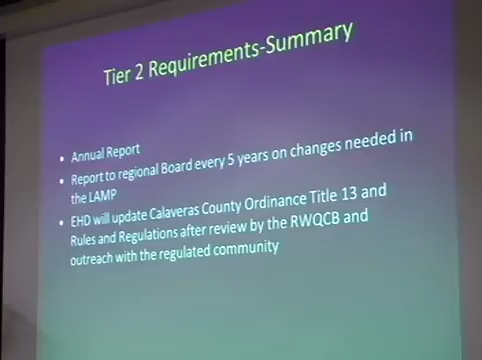 Tier 2 Requirements-Summary
• Annual Report
• Report to regional Board every 5 years on changes needed in
the LAMP
• EHD will update Calaveras County Ordinance Title 13 and
Rules and Regulations after review by the RWQCB and
outreach with the regulated community